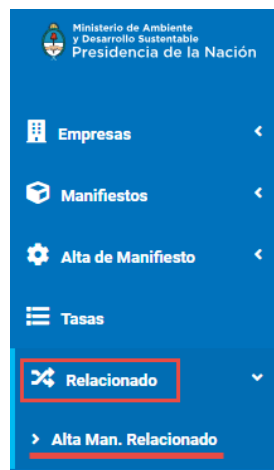 Ministerio de Ambiente
y Desarrollo Sustentable
Presidencia de la Nación
Empresas
Manifiestos
Alta de Manifiesto
Tasas
Relacionado
Alta Man. Relacionado